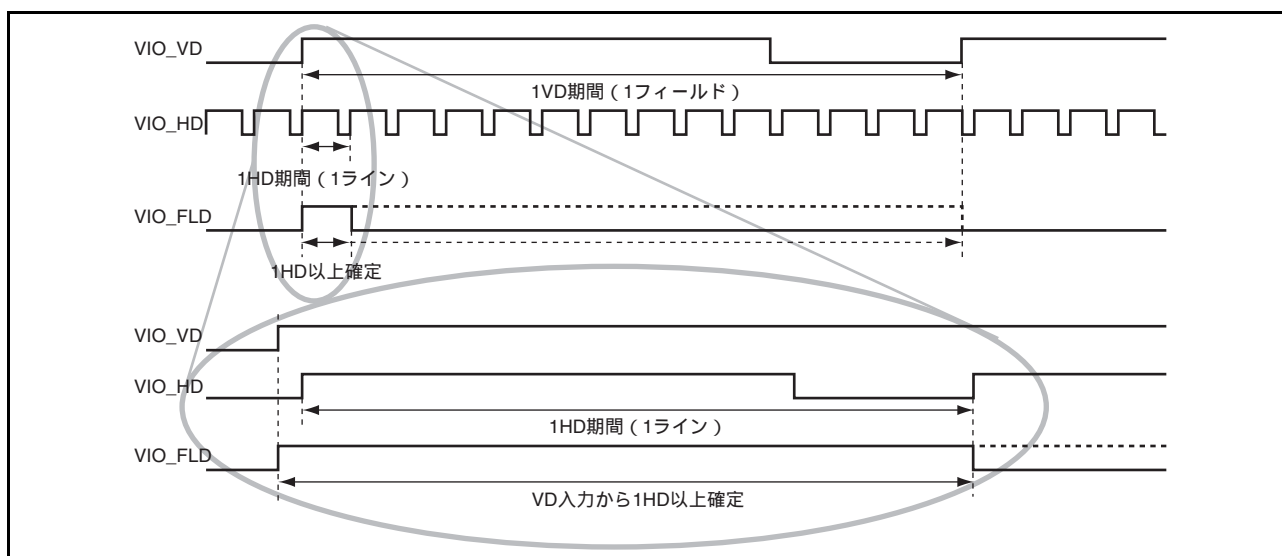 VIO_VD
1VD期間（1フィールド）
VIO_HD
1HD期間（1ライン）
VIO_FLD
1HD以上確定
VIO_VD
VIO_HD
1HD期間（1ライン）
VIO_FLD
VD入力から1HD以上確定